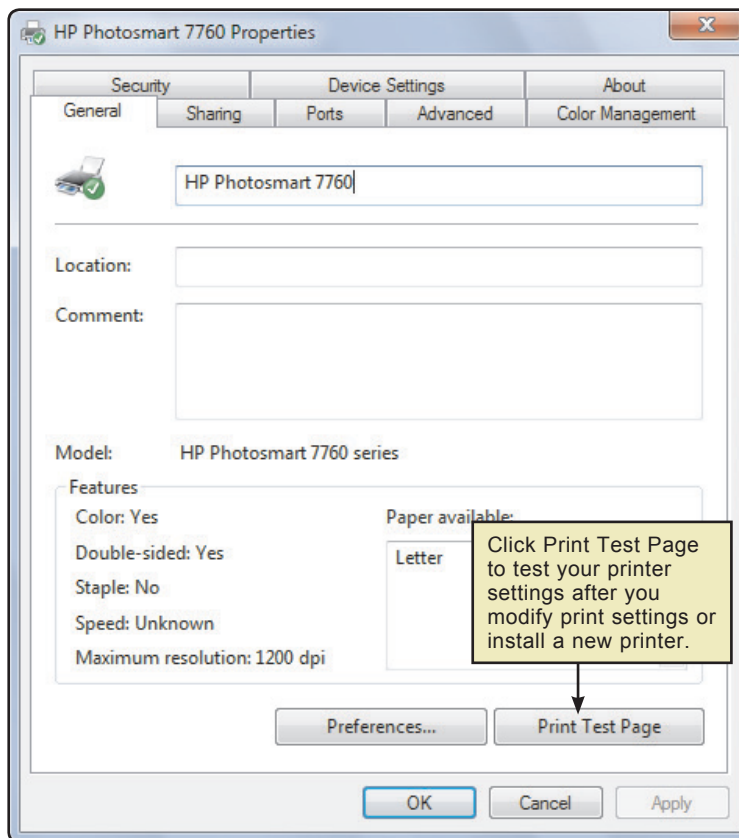 HP Photosmart 7760 Properties
Security Device Settings About
General Sharing Ports Advanced Color Management
HP Photosmart 7760
Location:
Comment:
Model: HP Photosmart 7760 series
Features
Color: Yes
Paper available:
Double-sided: Yes
Letter
Staple: No
Speed: Unknown
Maximum resolution: 1200 dpi
Click Print Test Page
to test your printer
settings after you
modify print settings or
install a new printer.
Preferences... Print Test Page
OK Cancel Apply